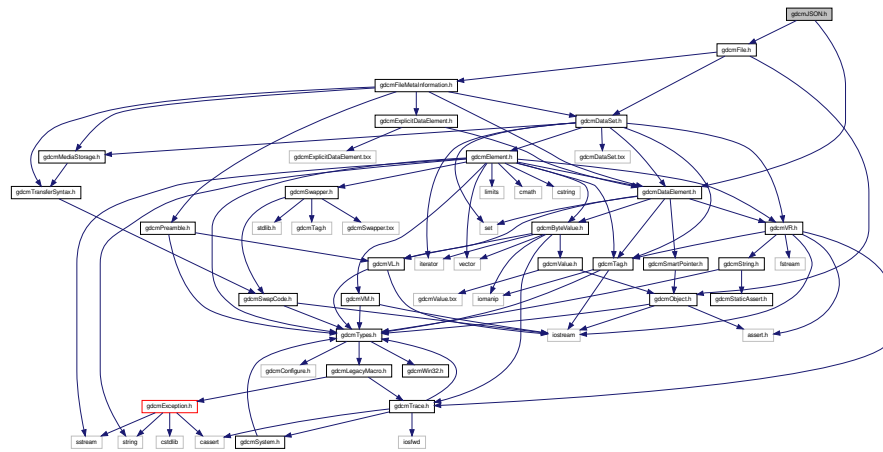 gdcmJSON.h
gdcmFile.h
gdcmFileMetaInformation.h
gdcmExplicitDataElement.h
gdcmDataSet.h
gdcmMediaStorage.h
gdcmExplicitDataElement.txx
gdcmElement.h
gdcmDataSet.txx
gdcmTransferSyntax.h
gdcmSwapper.h
limits
cmath
cstring
gdcmDataElement.h
gdcmPreamble.h
stdlib.h
gdcmTag.h
gdcmSwapper.txx
set
gdcmByteValue.h
gdcmVR.h
gdcmVL.h
iterator
vector
gdcmValue.h
gdcmTag.h
gdcmSmartPointer.h
gdcmString.h
fstream
gdcmSwapCode.h
gdcmVM.h
gdcmValue.txx
iomanip
gdcmObject.h
gdcmStaticAssert.h
gdcmTypes.h
iostream
assert.h
gdcmConfigure.h
gdcmLegacyMacro.h
gdcmWin32.h
gdcmException.h
gdcmTrace.h
sstream
string
cstdlib
cassert
gdcmSystem.h
iosfwd